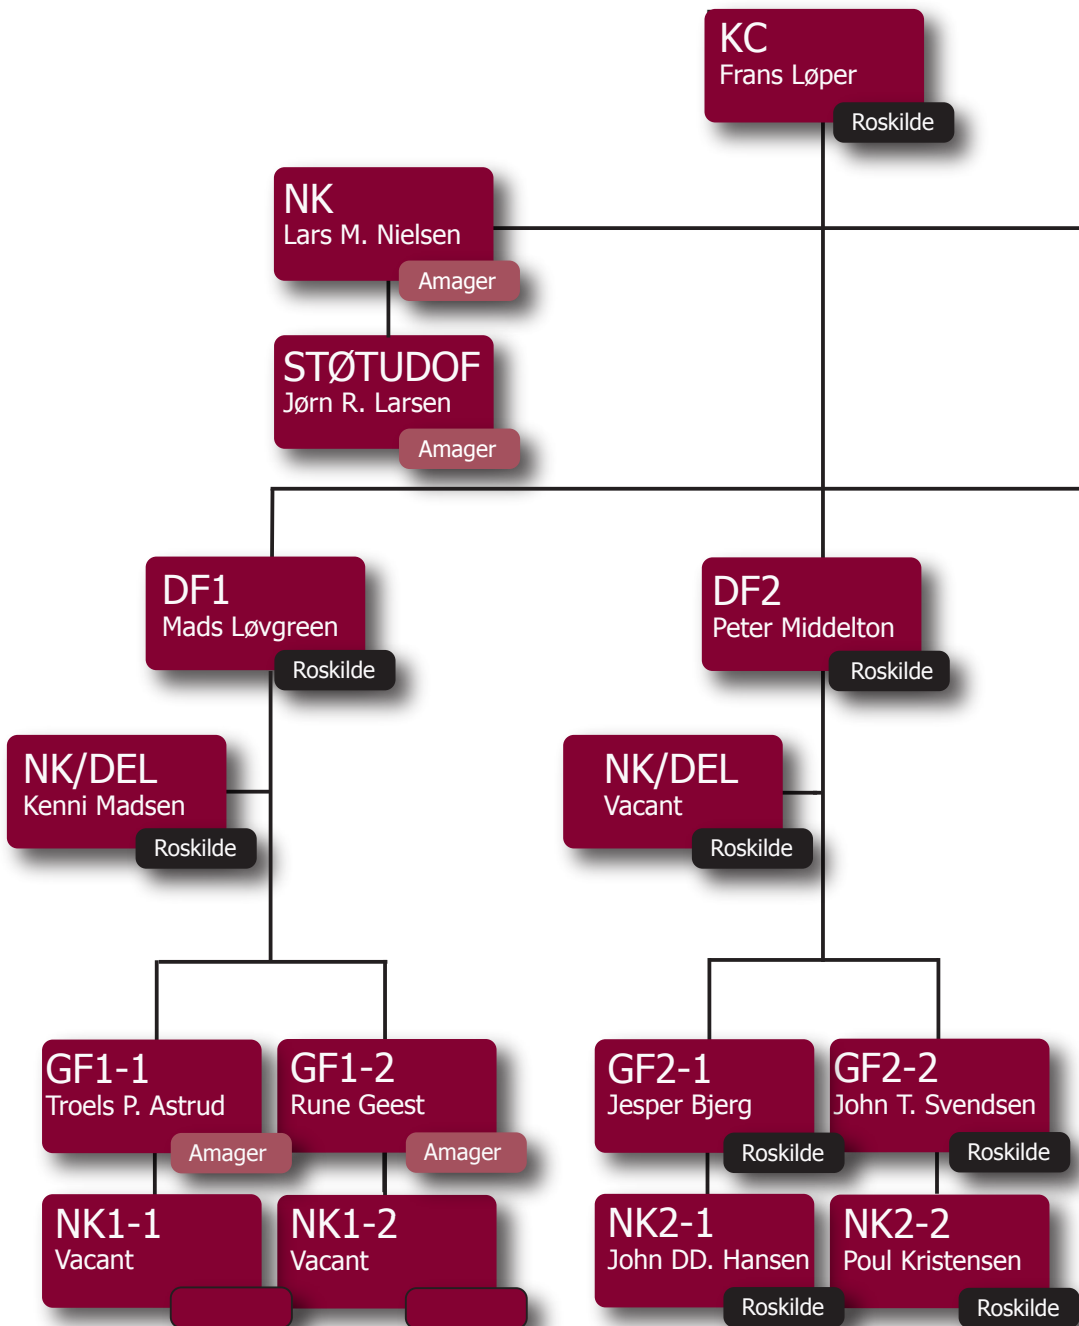 KC
Frans Løper
Roskilde
NK
Lars M. Nielsen
Amager
STØTUDOF
Jørn R. Larsen
Amager
DF1
Mads Løvgreen
Roskilde
DF2
Peter Middelton
Roskilde
NK/DEL
Kenni Madsen
Roskilde
NK/DEL
Vacant
Roskilde
GF1-1
Troels P. Astrud
Amager
GF1-2
Rune Geest
Amager
GF2-1
Jesper Bjerg
Roskilde
GF2-2
John T. Svendsen
Roskilde
NK1-1
Vacant
NK1-2
Vacant
NK2-1
John DD. Hansen
Roskilde
NK2-2
Poul Kristensen
Roskilde